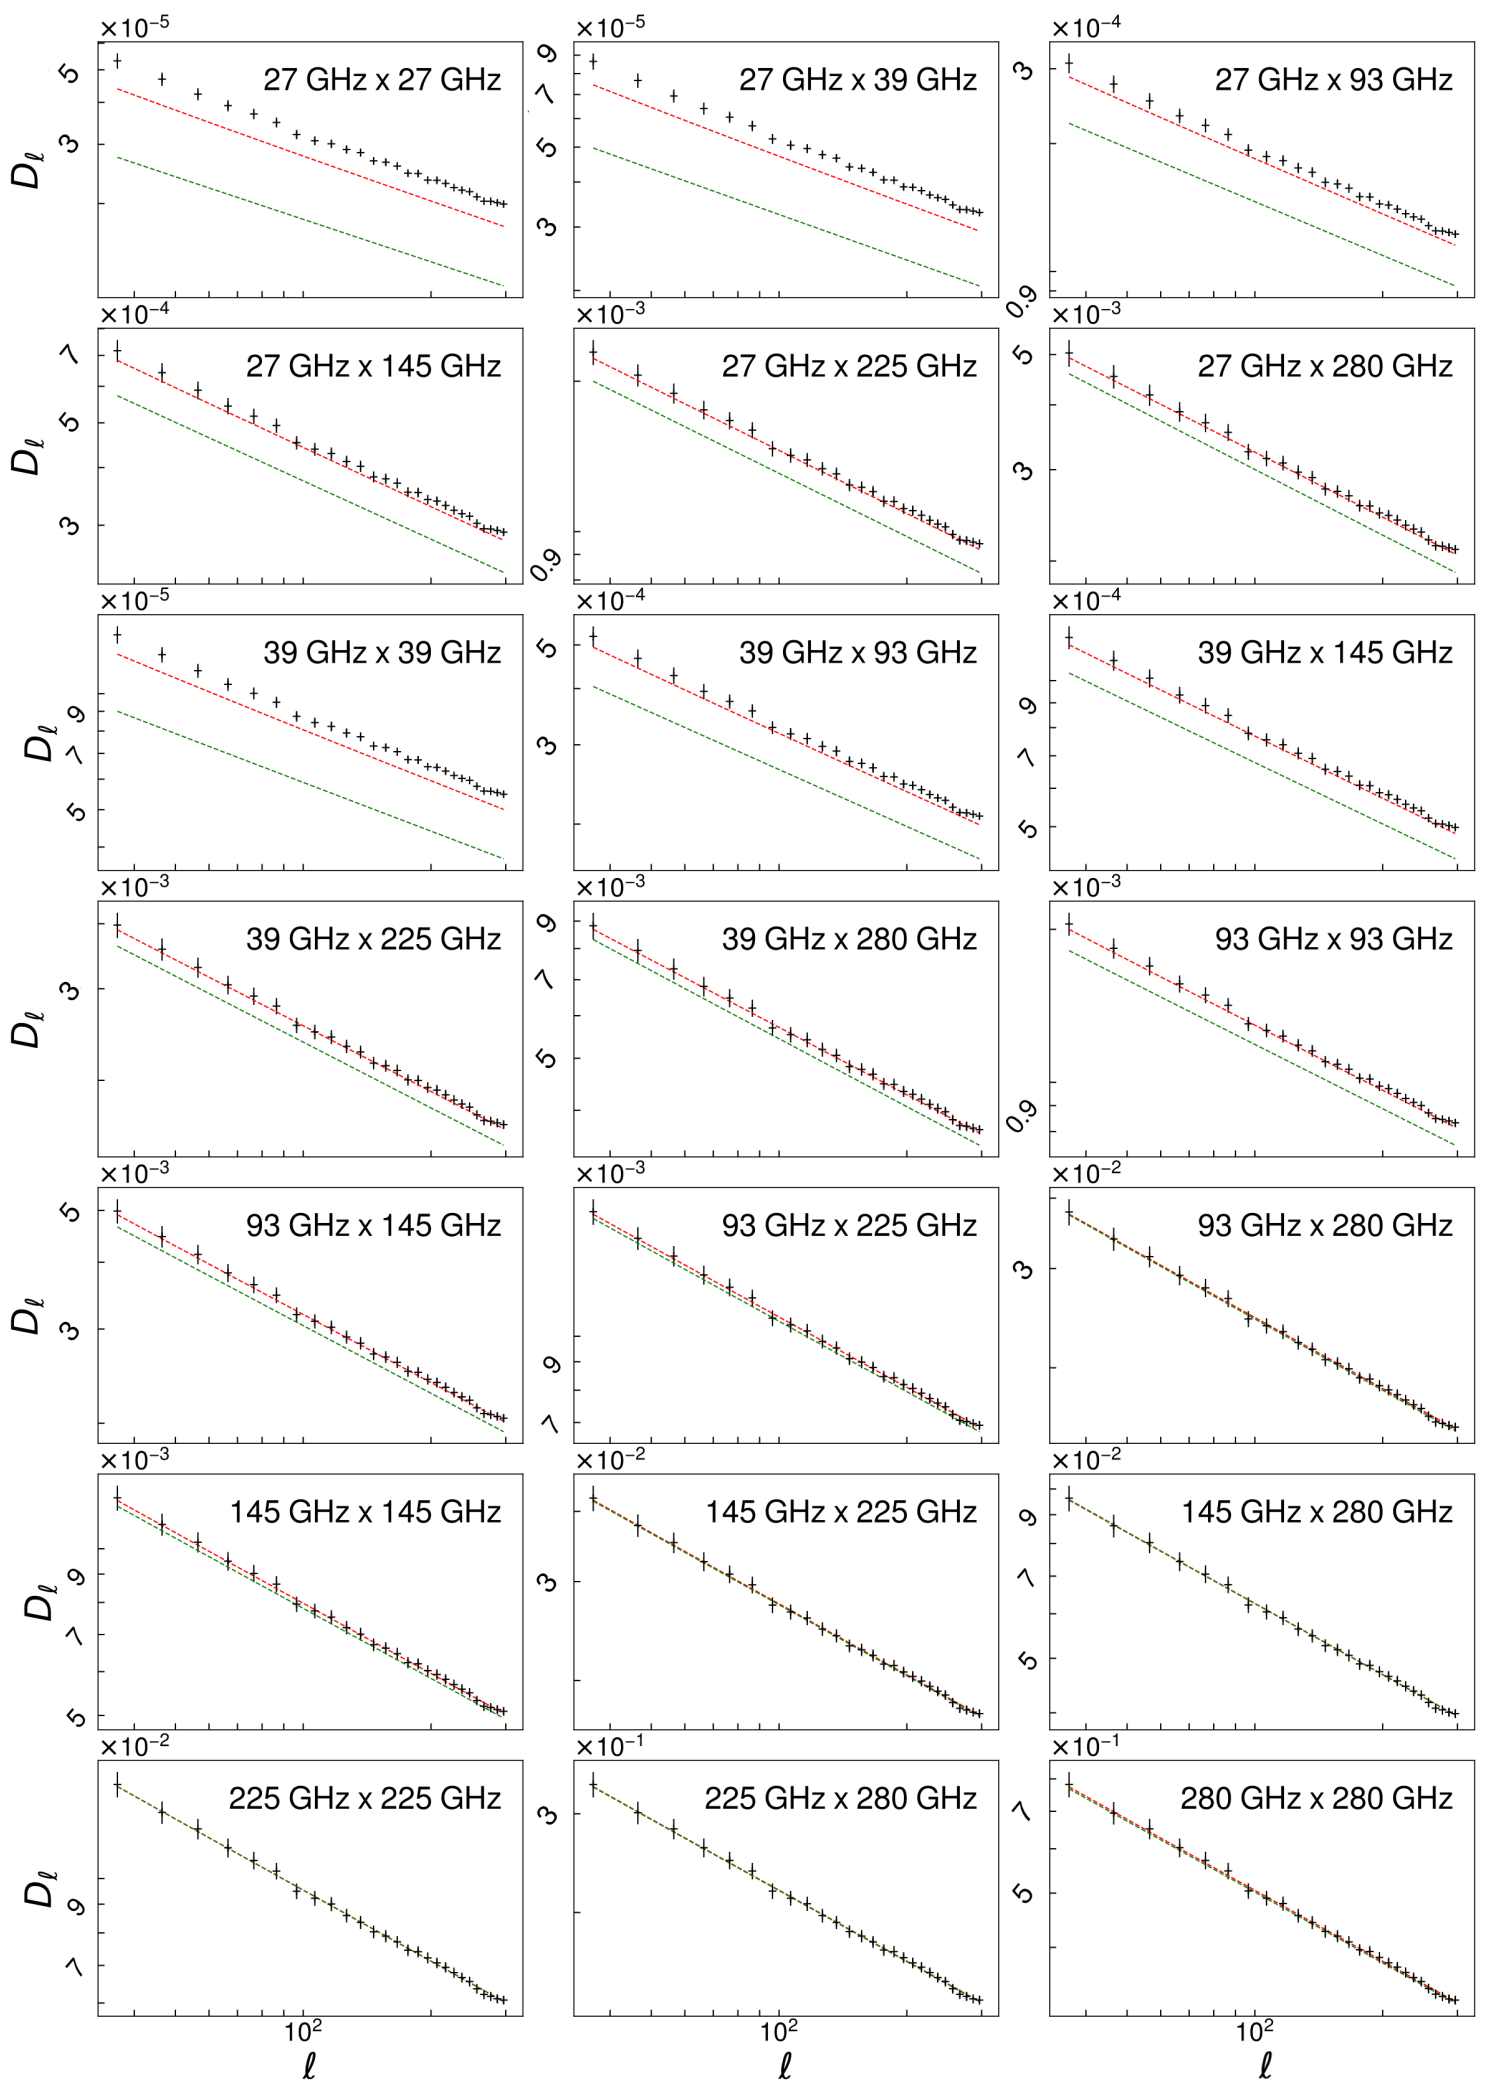 ×10⁻⁵ ×10⁻⁵ ×10⁻⁴
5 3 Dℓ 27 GHz x 27 GHz
9 7 5 3 27 GHz x 39 GHz
3 0.9 27 GHz x 93 GHz
×10⁻⁴ ×10⁻³ ×10⁻³
7 5 3 Dℓ 27 GHz x 145 GHz
0.9 27 GHz x 225 GHz
5 3 27 GHz x 280 GHz
×10⁻⁵ ×10⁻⁴ ×10⁻⁴
9 7 5 Dℓ 39 GHz x 39 GHz
5 3 39 GHz x 93 GHz
9 7 5 39 GHz x 145 GHz
×10⁻³ ×10⁻³ ×10⁻³
3 Dℓ 39 GHz x 225 GHz
9 7 5 39 GHz x 280 GHz
0.9 93 GHz x 93 GHz
×10⁻³ ×10⁻³ ×10⁻²
5 3 Dℓ 93 GHz x 145 GHz
9 7 93 GHz x 225 GHz
3 93 GHz x 280 GHz
×10⁻³ ×10⁻² ×10⁻²
9 7 5 Dℓ 145 GHz x 145 GHz
3 145 GHz x 225 GHz
9 7 5 145 GHz x 280 GHz
×10⁻² ×10⁻¹ ×10⁻¹
9 7 Dℓ 225 GHz x 225 GHz
3 225 GHz x 280 GHz
7 5 280 GHz x 280 GHz
10² 10² 10²
ℓ ℓ ℓ